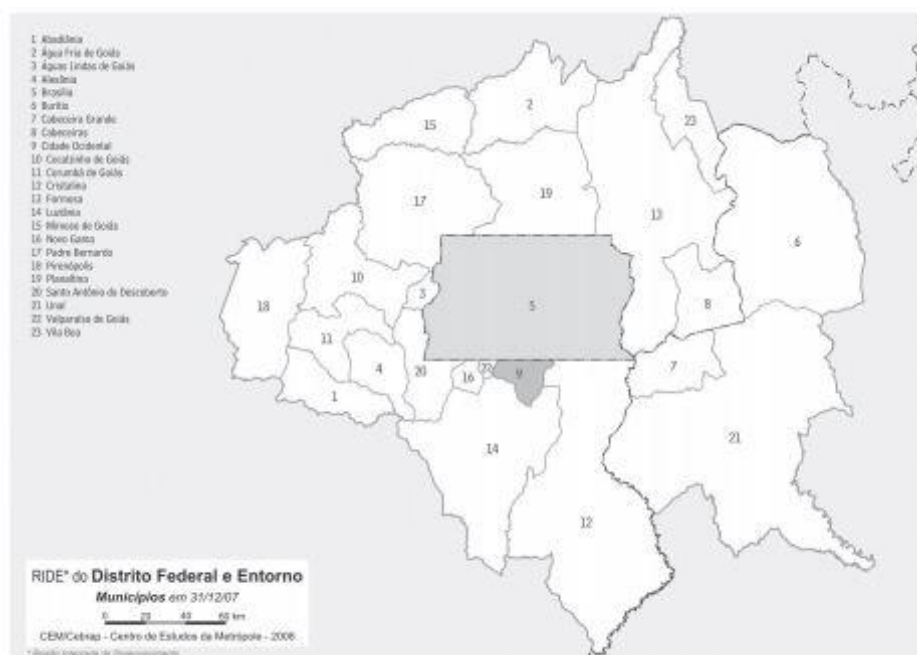 1 Abadiânia
2 Água Fria de Goiás
3 Águas Lindas de Goiás
4 Alexânia
5 Brasília
6 Buritis
7 Cabeceira Grande
8 Cabeceiras
9 Cidade Ocidental
10 Cocalzinho de Goiás
11 Corumbá de Goiás
12 Cristalina
13 Formosa
14 Luziânia
15 Mimoso de Goiás
16 Novo Gama
17 Padre Bernardo
18 Pirenópolis
19 Planaltina
20 Santo Antônio do Descoberto
21 Unaí
22 Valparaíso de Goiás
23 Vila Boa
2
23
15
19
17
13
6
10
3
5
8
18
11
4
20
16
22
9
7
1
14
21
12
RIDE* do Distrito Federal e Entorno
Municípios em 31/12/07
0 20 40 60 km
CEM/Cebrap - Centro de Estudos da Metrópole - 2008
* Região Integrada de Desenvolvimento